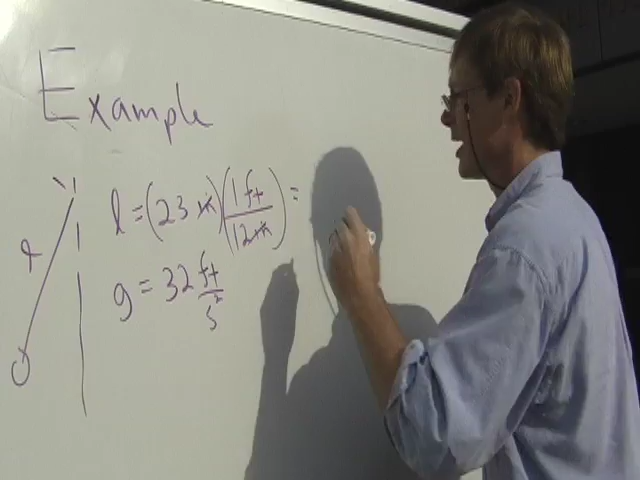 Example
l = (23 in)(1 ft / 12 in) =
g = 32 ft/s²
l